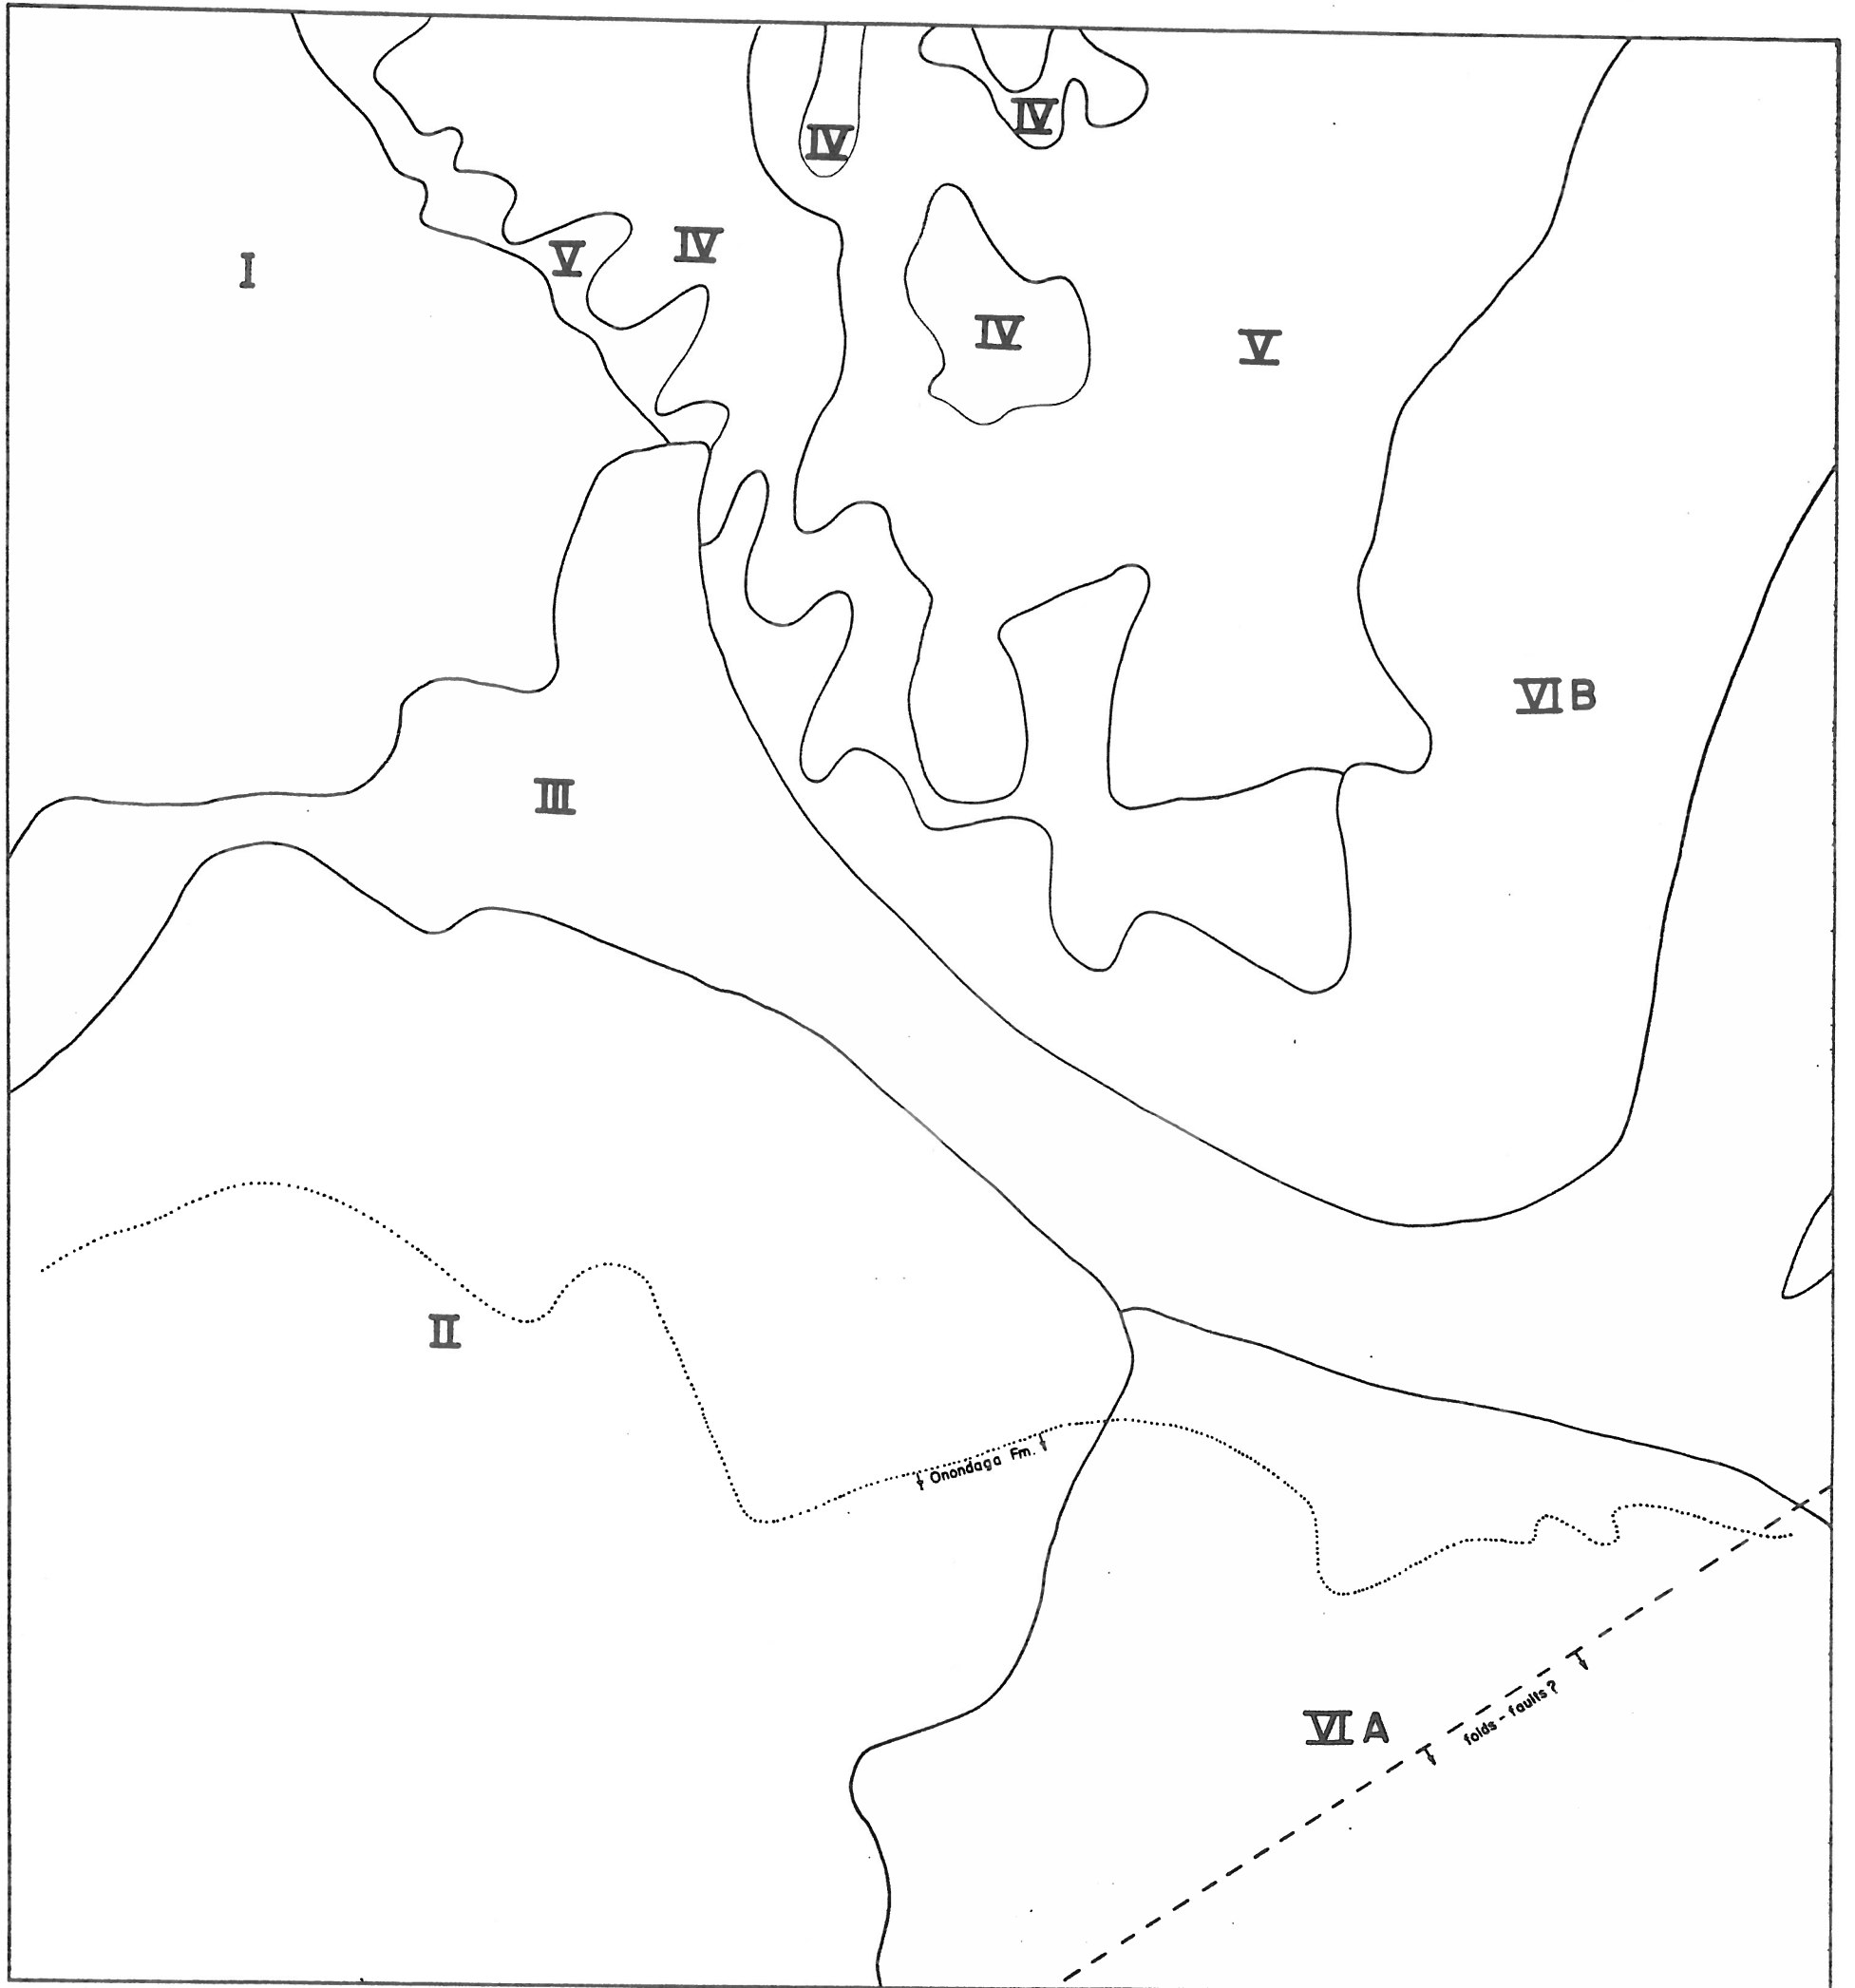 IV
IV
V
IV
I
IV
V
VI B
III
II
Onondaga Fm.
VI A
folds - faults?